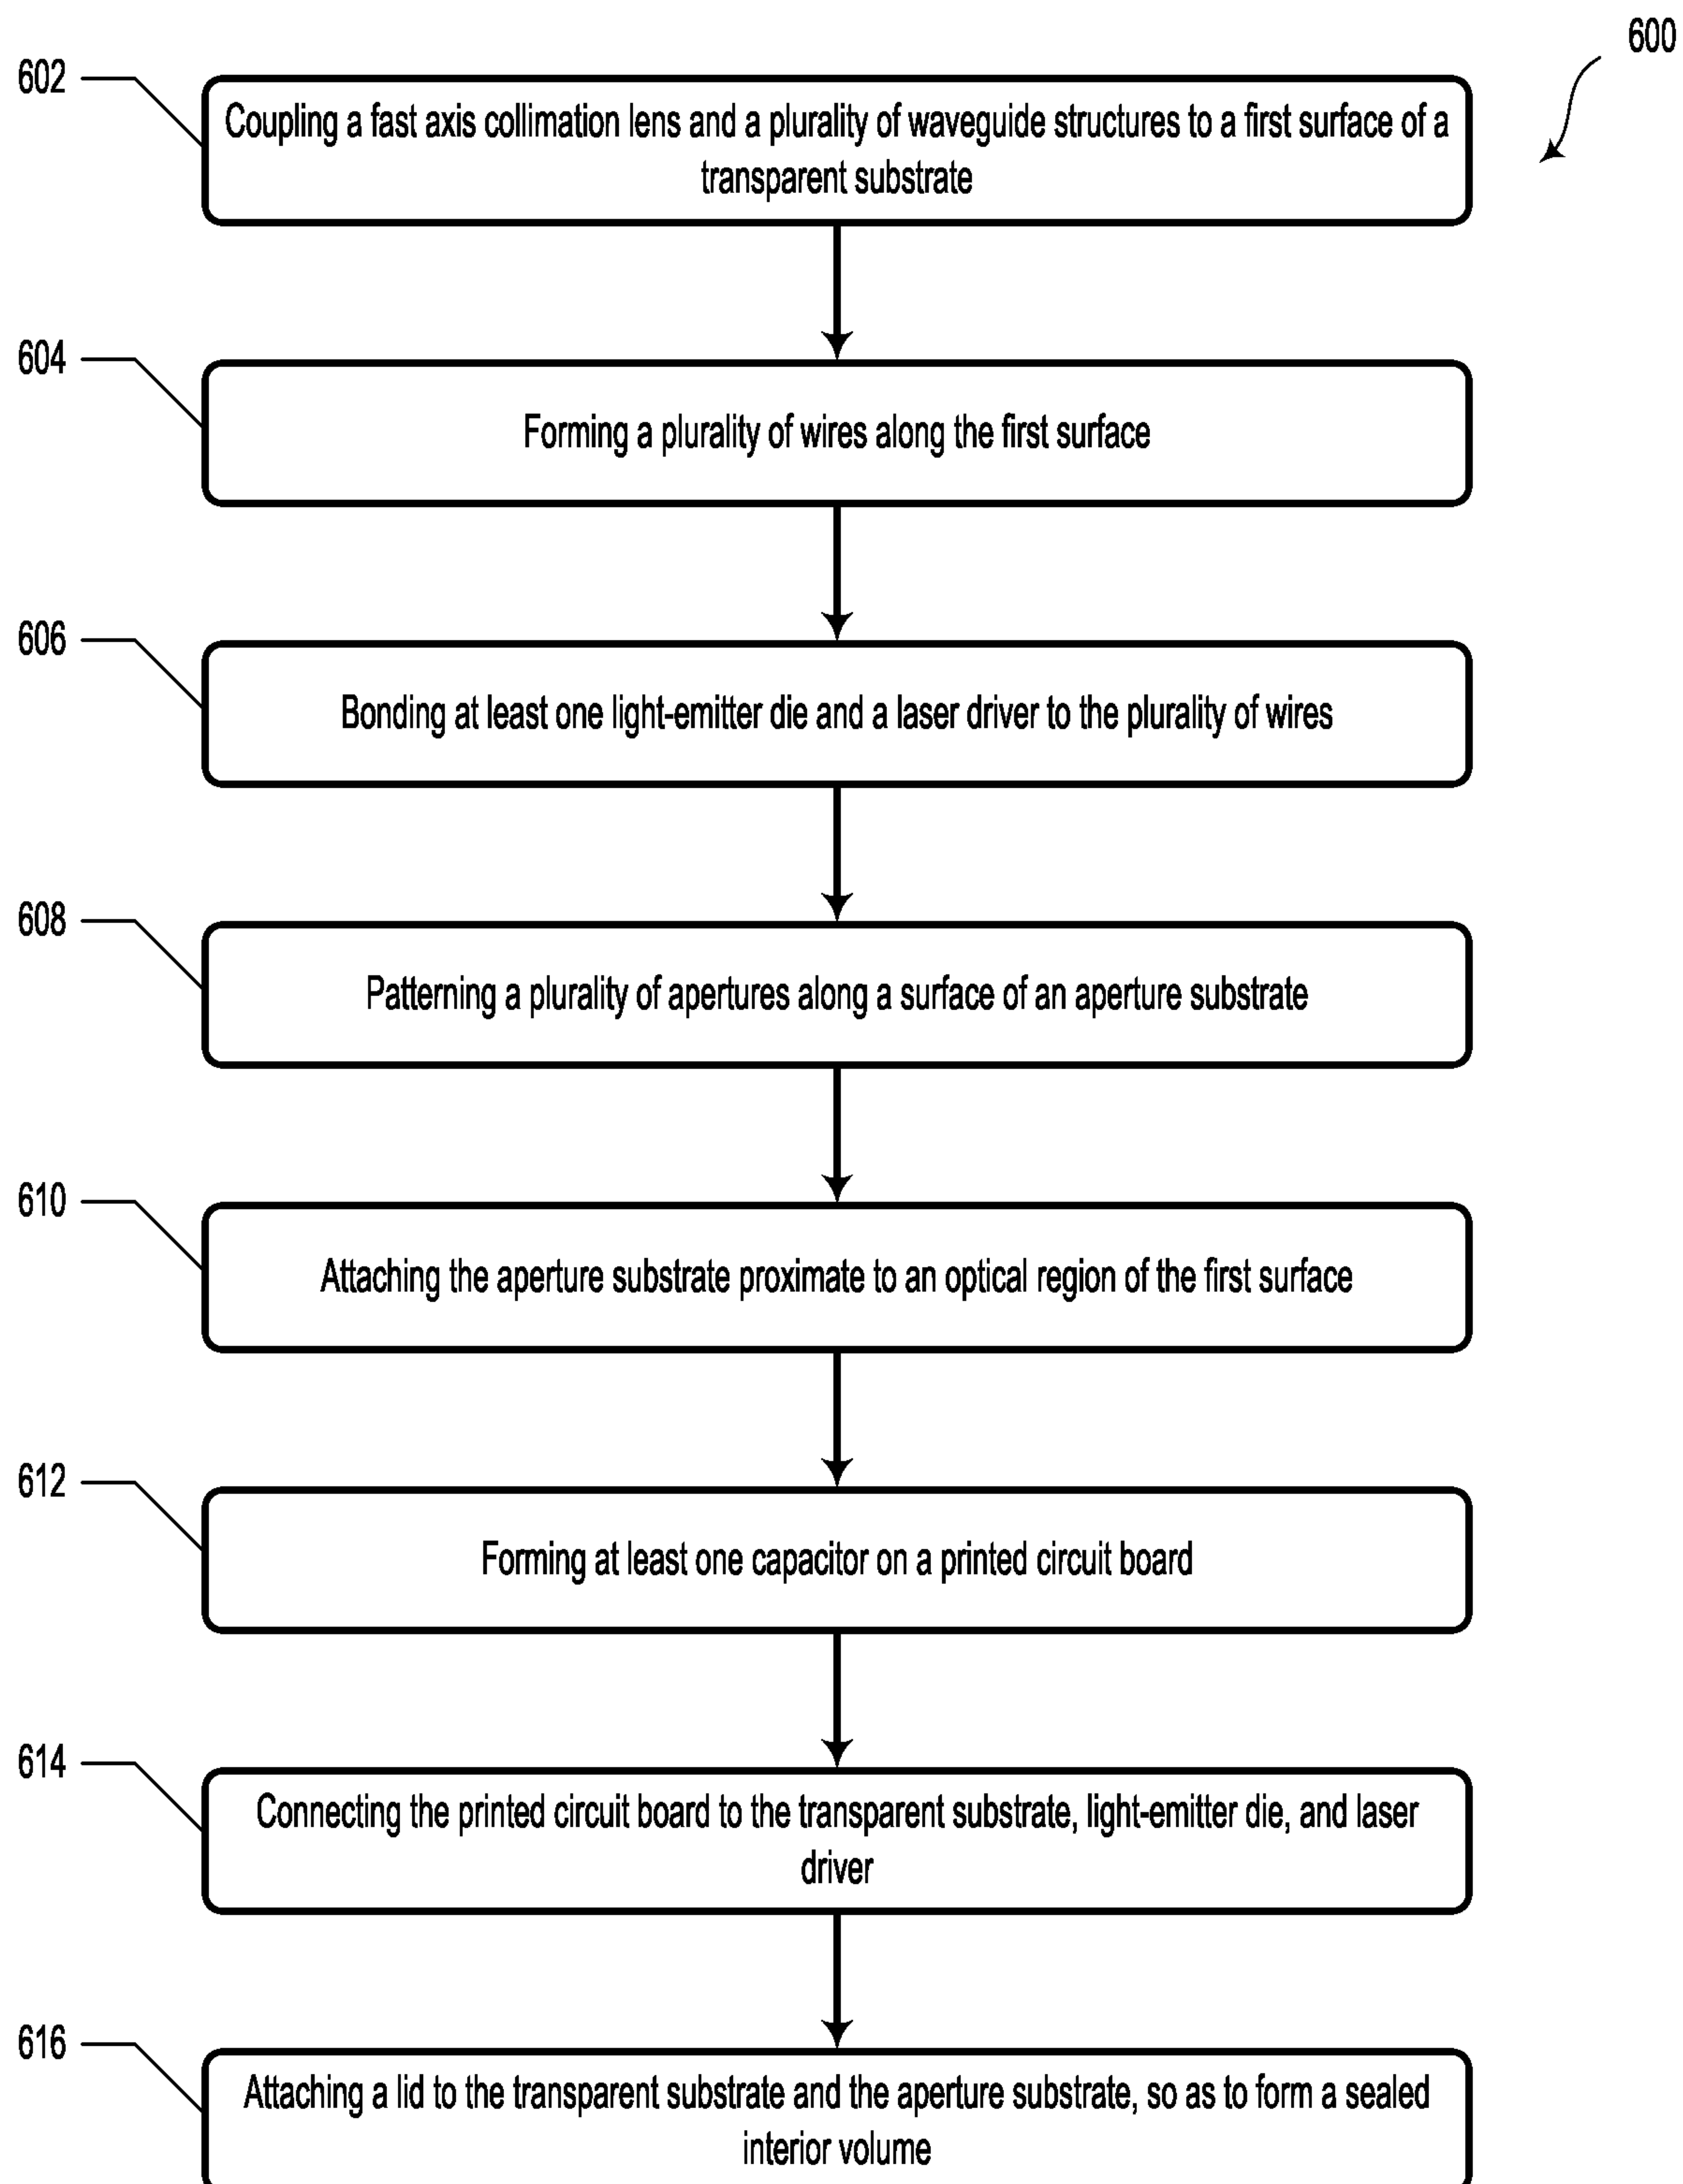 600
602
Coupling a fast axis collimation lens and a plurality of waveguide structures to a first surface of a
transparent substrate
604
Forming a plurality of wires along the first surface
606
Bonding at least one light-emitter die and a laser driver to the plurality of wires
608
Patterning a plurality of apertures along a surface of an aperture substrate
610
Attaching the aperture substrate proximate to an optical region of the first surface
612
Forming at least one capacitor on a printed circuit board
614
Connecting the printed circuit board to the transparent substrate, light-emitter die, and laser
driver
616
Attaching a lid to the transparent substrate and the aperture substrate, so as to form a sealed
interior volume